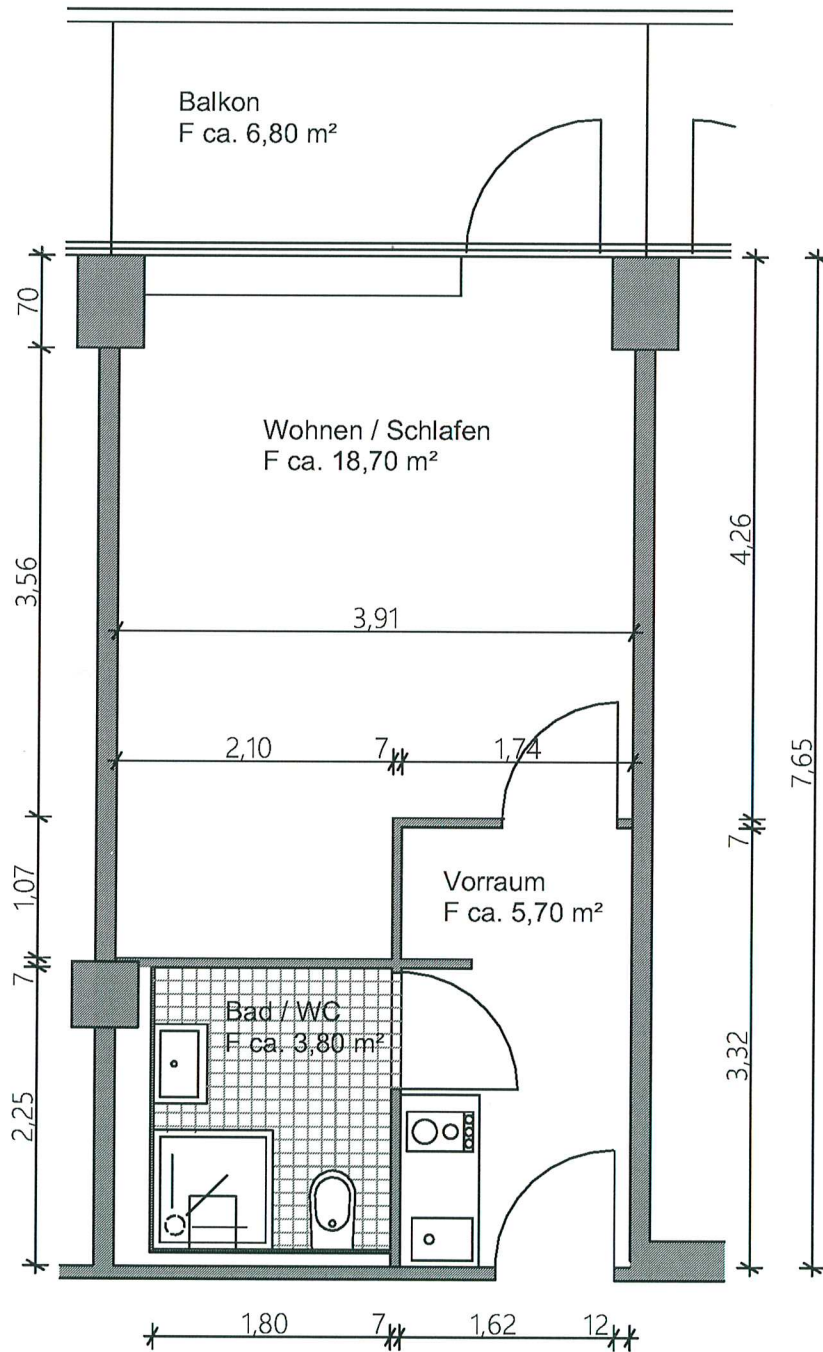 Balkon
F ca. 6,80 m²
70
Wohnen / Schlafen
F ca. 18,70 m²
3,56
4,26
3,91
2,10 7 1,74
7,65
7
1,07
Vorraum
F ca. 5,70 m²
7
Bad / WC
F ca. 3,80 m²
3,32
2,25
1,80 7 1,62 12